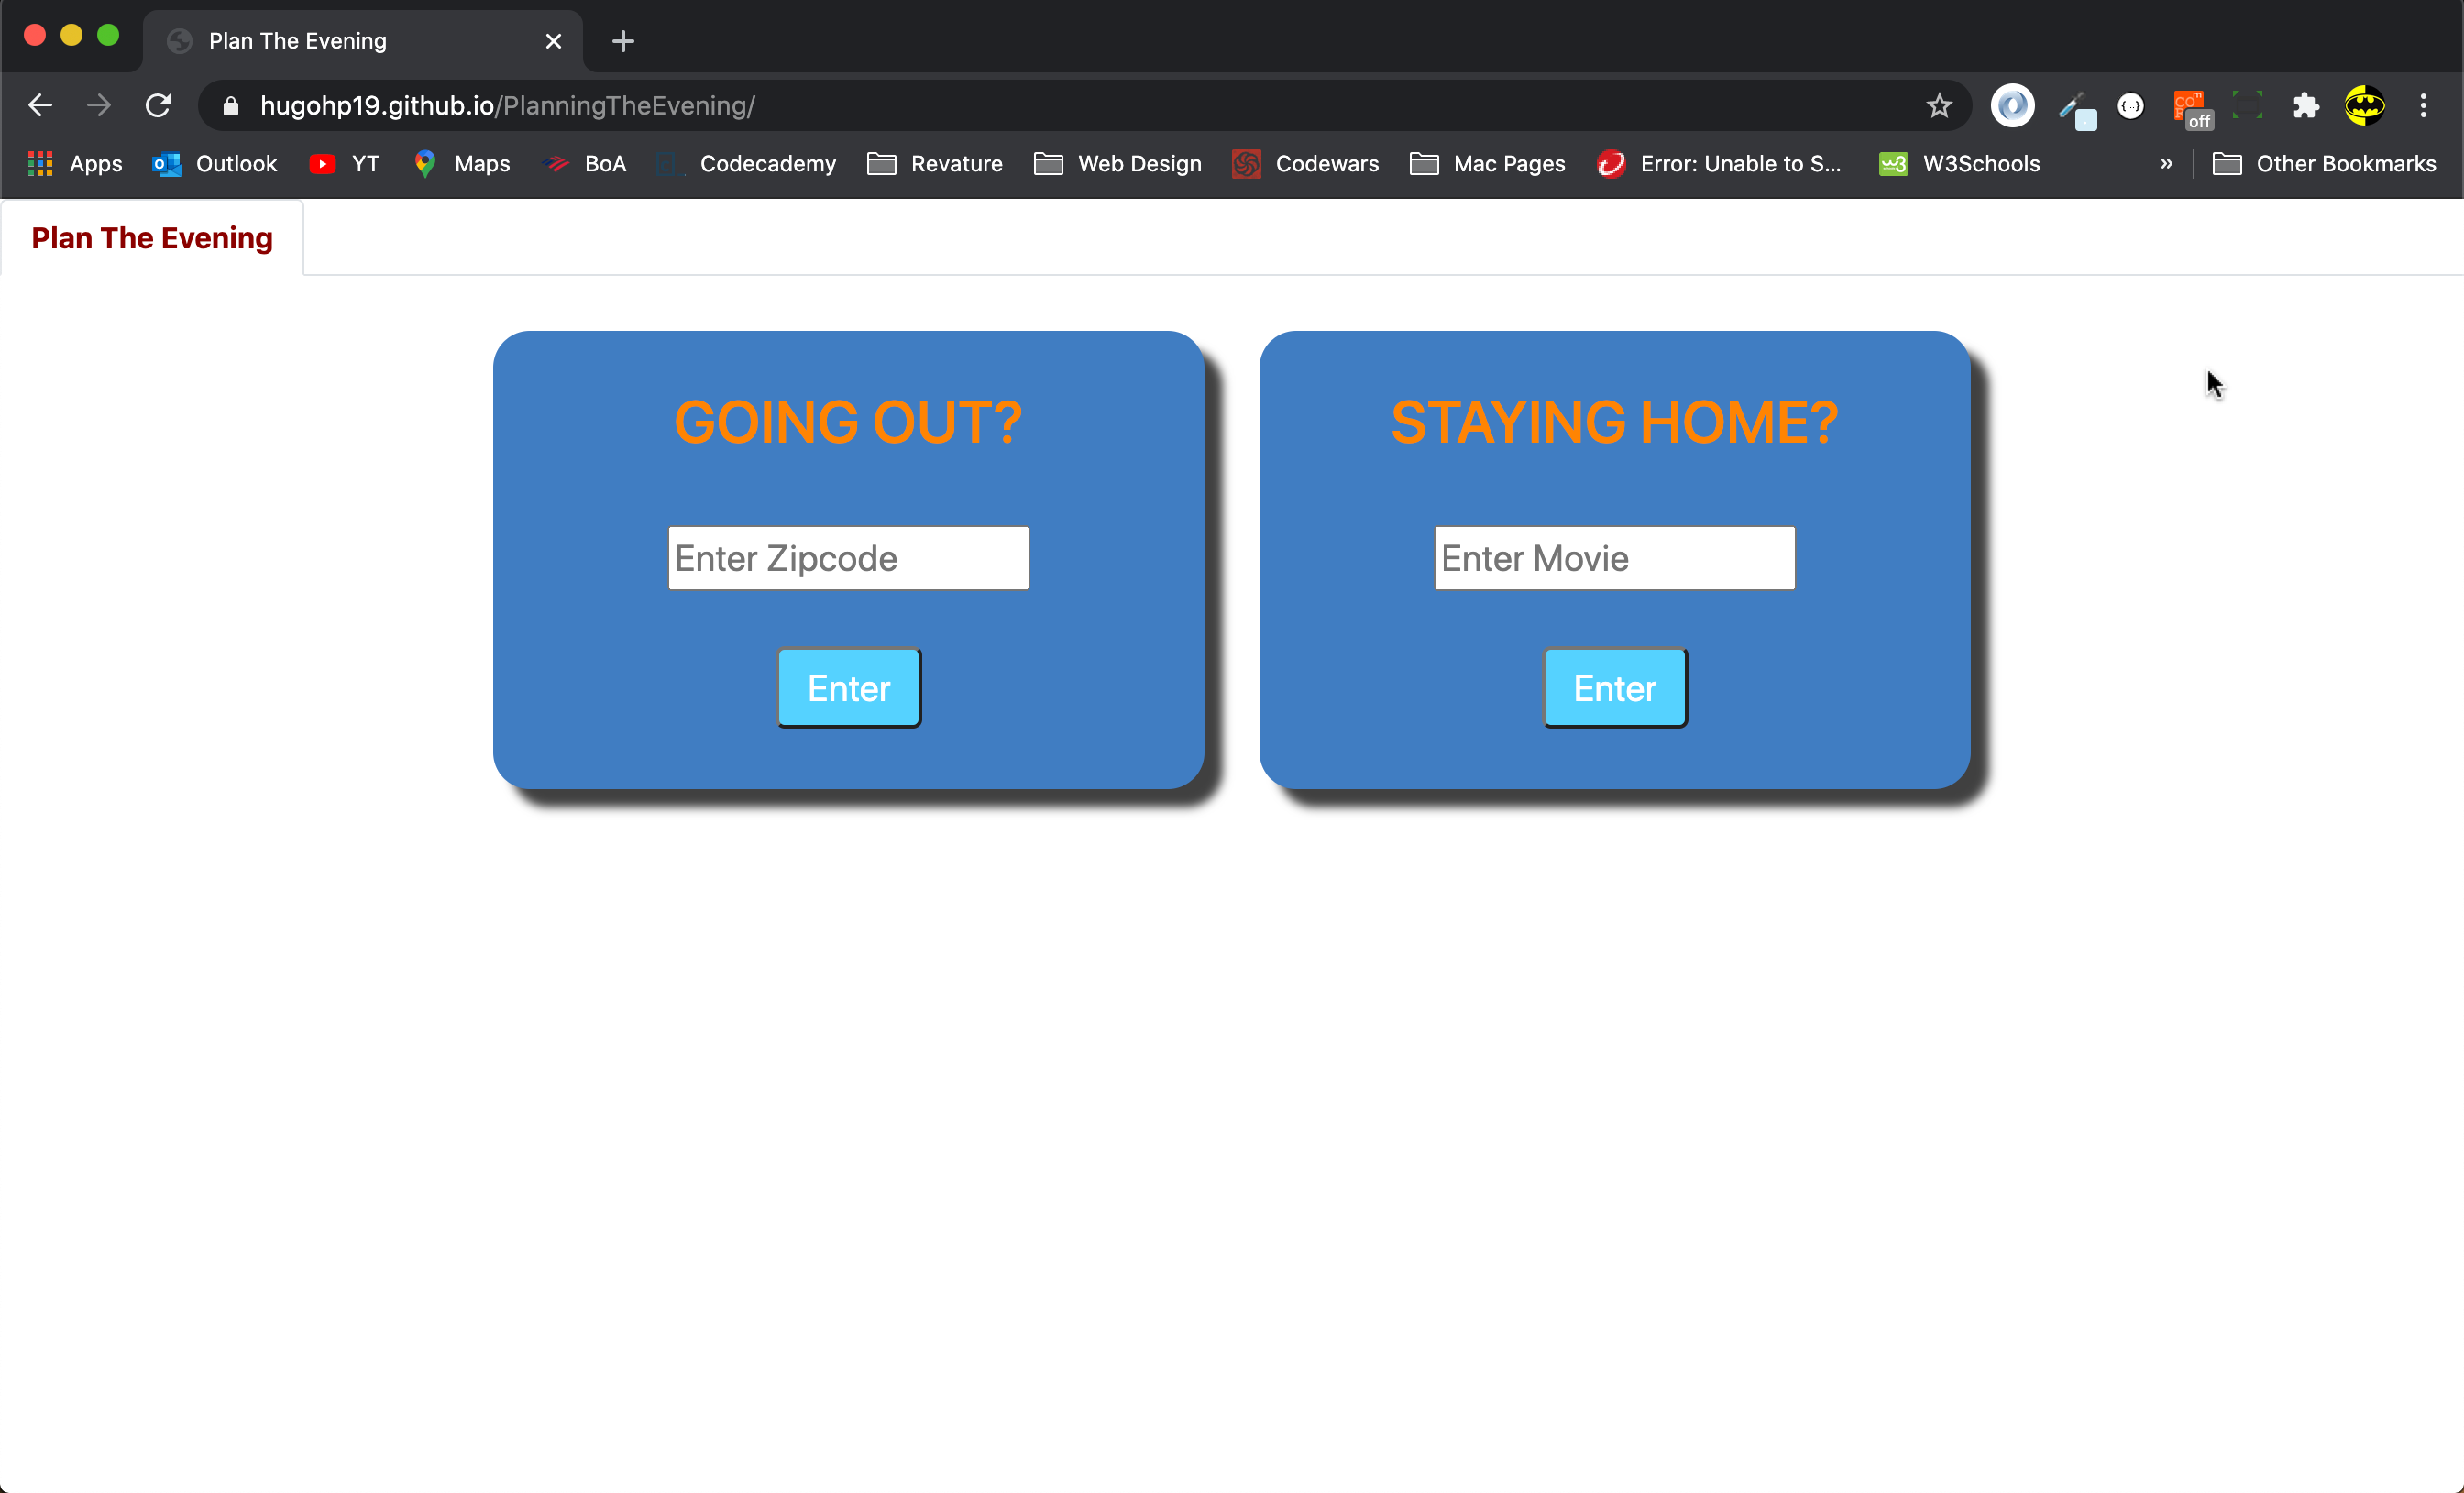 Plan The Evening
hugohp19.github.io/PlanningTheEvening/
off
Apps Outlook YT Maps BoA Codecademy Revature Web Design Codewars Mac Pages Error: Unable to S... W3Schools » Other Bookmarks
Plan The Evening
GOING OUT?
Enter Zipcode
Enter
STAYING HOME?
Enter Movie
Enter